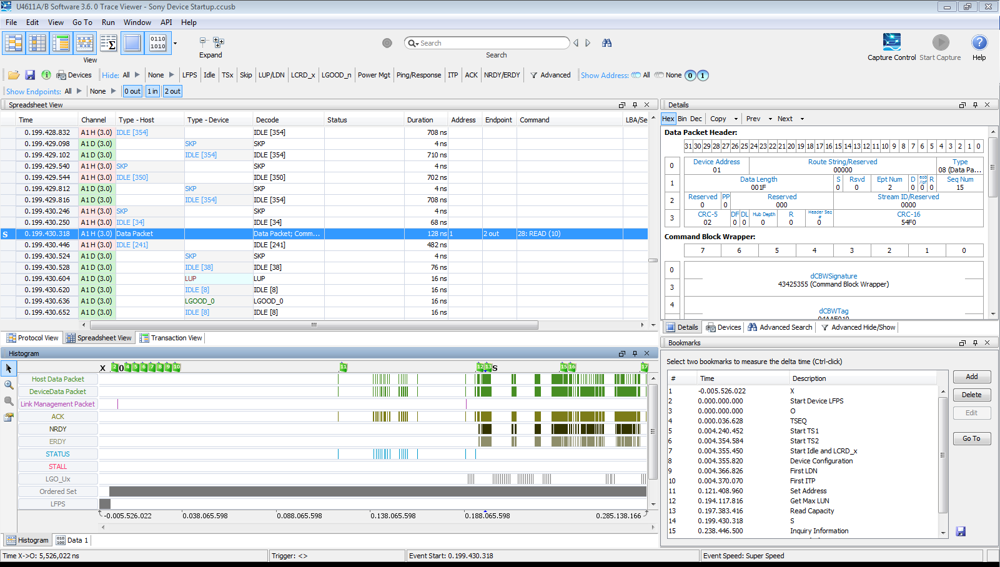 U4611A/B Software 3.6. 0 Trace Viewer - Sony Device Startup.ccusb
File Edit View Go To Run Window API Help
0110
1010
Search
View
Expand
Search
Capture Control Start Capture Help
Devices Hide: All None LFPS Idle TSx Skip LUP/LDN LCRD_x LGOOD_n Power Mgt Ping/Response ITP ACK NRDY/ERDY Advanced Show Address: All None 0 1
Show Endpoints: All None 0 out 1 in 2 out
Spreadsheet View
Time Channel Type - Host Type - Device Decode Status Duration Address Endpoint Command LBA/Se
0.199.428.832 A1 H (3.0) IDLE [354] IDLE [354] 708 ns
0.199.429.098 A1 D (3.0) SKP SKP 4 ns
0.199.429.102 A1 D (3.0) IDLE [354] IDLE [354] 710 ns
0.199.429.540 A1 H (3.0) SKP SKP 4 ns
0.199.429.544 A1 H (3.0) IDLE [350] IDLE [350] 702 ns
0.199.429.812 A1 D (3.0) SKP SKP 4 ns
0.199.429.816 A1 D (3.0) IDLE [354] IDLE [354] 708 ns
0.199.430.246 A1 H (3.0) SKP SKP 4 ns
0.199.430.250 A1 H (3.0) IDLE [34] IDLE [34] 68 ns
S 0.199.430.318 A1 H (3.0) Data Packet Data Packet; Comm... 128 ns 1 2 out 28: READ (10)
0.199.430.446 A1 H (3.0) IDLE [241] IDLE [241] 482 ns
0.199.430.524 A1 D (3.0) SKP SKP 4 ns
0.199.430.528 A1 D (3.0) IDLE [38] IDLE [38] 76 ns
0.199.430.604 A1 D (3.0) LUP LUP 16 ns
0.199.430.620 A1 D (3.0) IDLE [8] IDLE [8] 16 ns
0.199.430.636 A1 D (3.0) LGOOD_0 LGOOD_0 16 ns
0.199.430.652 A1 D (3.0) IDLE [8] IDLE [8] 16 ns
Protocol View Spreadsheet View Transaction View
Details
Hex Bin Dec Copy Prev Next
Data Packet Header:
31 30 29 28 27 26 25 24 23 22 21 20 19 18 17 16 15 14 13 12 11 10 9 8 7 6 5 4 3 2 1 0
0 Device Address Route String/Reserved Type
01 00000 08 (Data Pa...
1 Data Length S Rsvd Ept Num D eob/lpf R Seq Num
001F 0 0 2 0 0 0 15
2 Reserved PP Reserved Stream ID/Reserved
0 0 000 0000
3 CRC-5 DF DL Hub Depth R Header Seq # CRC-16
02 0 0 0 0 0 54F0
Command Block Wrapper:
7 6 5 4 3 2 1 0
0
dCBWSignature
43425355 (Command Block Wrapper)
3
4
dCBWTag
04AAE010
Details Devices Advanced Search Advanced Hide/Show
Histogram
X 2 0 4 5 6 7 8 9 10 11 12 13 S 15 16 17
Host Data Packet
DeviceData Packet
Link Management Packet
ACK
NRDY
ERDY
STATUS
STALL
LGO_Ux
Ordered Set
LFPS
-0.005.526.022 0.038.065.598 0.088.065.598 0.138.065.598 0.188.065.598 0.285.138.166
Histogram Data 1
Bookmarks
Select two bookmarks to measure the delta time (Ctrl-click)
# Time Description
1 -0.005.526.022 X
2 0.000.000.000 Start Device LFPS
3 0.000.000.000 O
4 0.000.036.628 TSEQ
5 0.004.240.452 Start TS1
6 0.004.354.584 Start TS2
7 0.004.355.450 Start Idle and LCRD_x
8 0.004.355.820 Device Configuration
9 0.004.366.826 First LDN
10 0.004.370.070 First ITP
11 0.121.408.960 Set Address
12 0.194.117.816 Get Max LUN
13 0.197.383.416 Read Capacity
14 0.199.430.318 S
15 0.238.446.500 Inquiry Information
Add
Delete
Edit
Go To
Time X->O: 5,526,022 ns Trigger: <> Event Start: 0.199.430.318 Event Speed: Super Speed